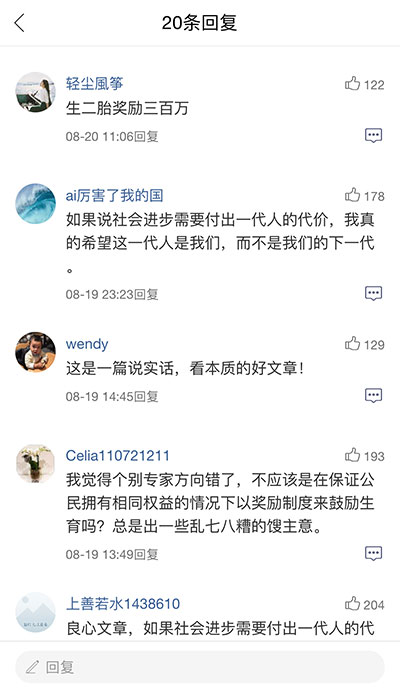 20条回复
轻尘風筝
122
生二胎奖励三百万
08-20 11:06回复
ai厉害了我的国
178
如果说社会进步需要付出一代人的代价，我真
的希望这一代人是我们，而不是我们的下一代
。
08-19 23:23回复
wendy
129
这是一篇说实话，看本质的好文章！
08-19 14:45回复
Celia110721211
193
我觉得个别专家方向错了，不应该是在保证公
民拥有相同权益的情况下以奖励制度来鼓励生
育吗？总是出一些乱七八糟的馊主意。
08-19 13:49回复
上善若水1438610
204
良心文章，如果社会进步需要付出一代人的代
回复